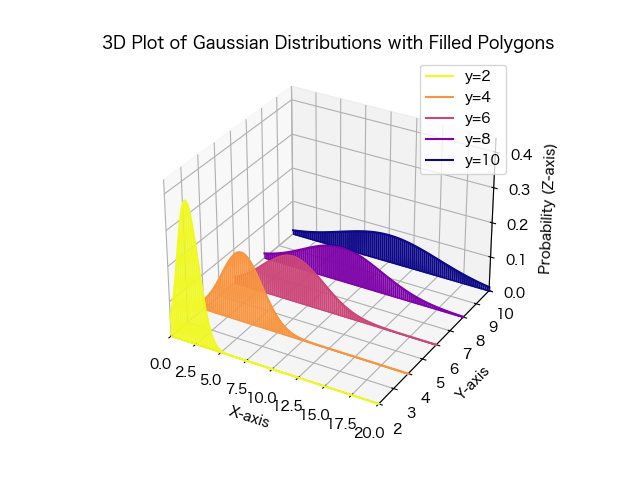 3D Plot of Gaussian Distributions with Filled Polygons
y=2
y=4
y=6
y=8
y=10
0.0
2.5
5.0
7.5
10.0
12.5
15.0
17.5
20.0
X-axis
2
3
4
5
6
7
8
9
10
Y-axis
0.0
0.1
0.2
0.3
0.4
Probability (Z-axis)